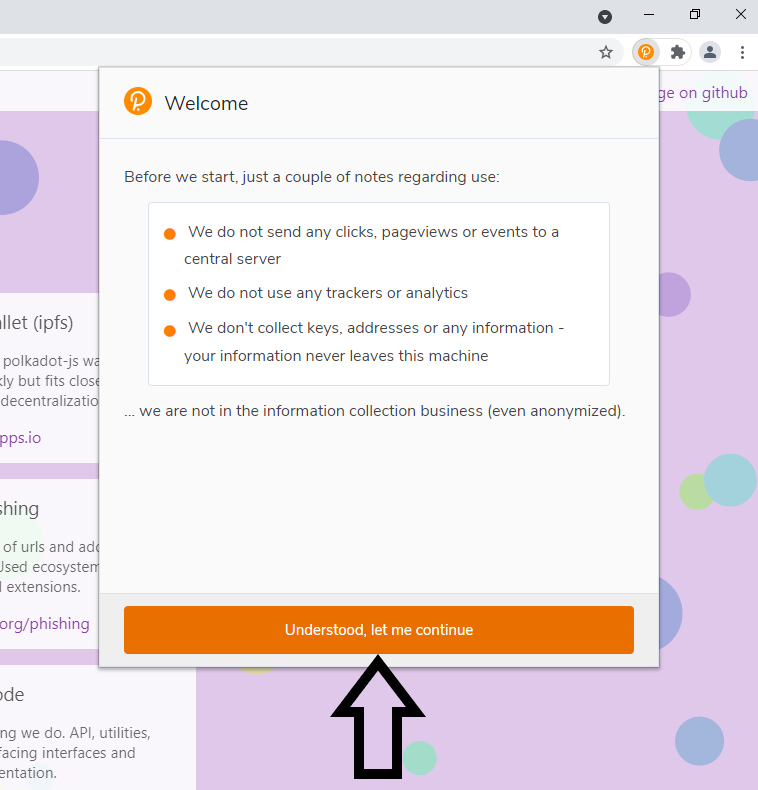 ge on github
Welcome
Before we start, just a couple of notes regarding use:
We do not send any clicks, pageviews or events to a
central server
We do not use any trackers or analytics
We don't collect keys, addresses or any information -
your information never leaves this machine
... we are not in the information collection business (even anonymized).
Understood, let me continue
llet (ipfs)
polkadot-js wa
kly but fits close
decentralizatio
pps.io
shing
of urls and add
Used ecosystem
l extensions.
org/phishing
ode
ng we do. API, utilities,
facing interfaces and
entation.